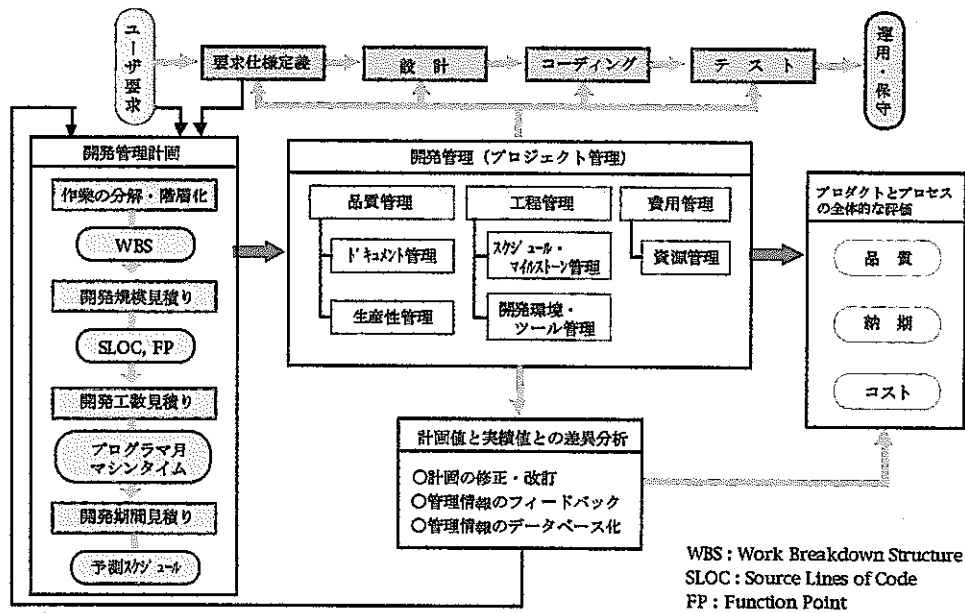 ユーザ要求
要求仕様定義
設計
コーディング
テスト
運用・保守
開発管理計画
作業の分解・階層化
WBS
開発規模見積り
SLOC, FP
開発工数見積り
プログラマ月
マシンタイム
開発期間見積り
予測スケジュール
開発管理（プロジェクト管理）
品質管理
ドキュメント管理
生産性管理
工程管理
スケジュール・
マイルストーン管理
開発環境・
ツール管理
費用管理
資源管理
計画値と実績値との差異分析
○計画の修正・改訂
○管理情報のフィードバック
○管理情報のデータベース化
プロダクトとプロセス
の全体的な評価
品質
納期
コスト
WBS : Work Breakdown Structure
SLOC : Source Lines of Code
FP : Function Point